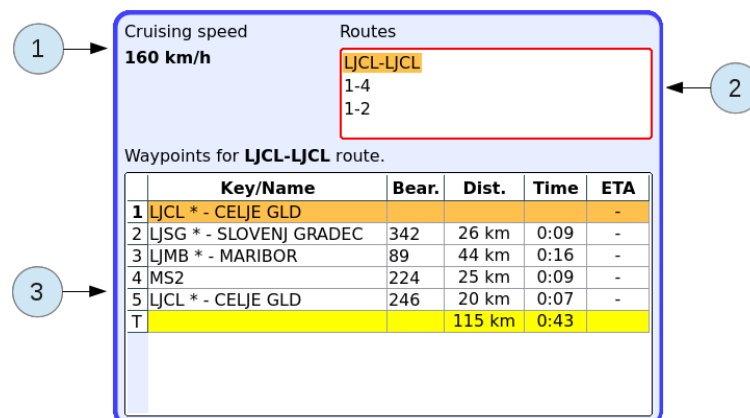 Cruising speed
160 km/h
Routes
LJCL-LJCL
1-4
1-2
1
2
Waypoints for LJCL-LJCL route.
Key/Name Bear. Dist. Time ETA
1 LJCL * - CELJE GLD -
2 LJSG * - SLOVENJ GRADEC 342 26 km 0:09 -
3 LJMB * - MARIBOR 89 44 km 0:16 -
4 MS2 224 25 km 0:09 -
5 LJCL * - CELJE GLD 246 20 km 0:07 -
T 115 km 0:43
3